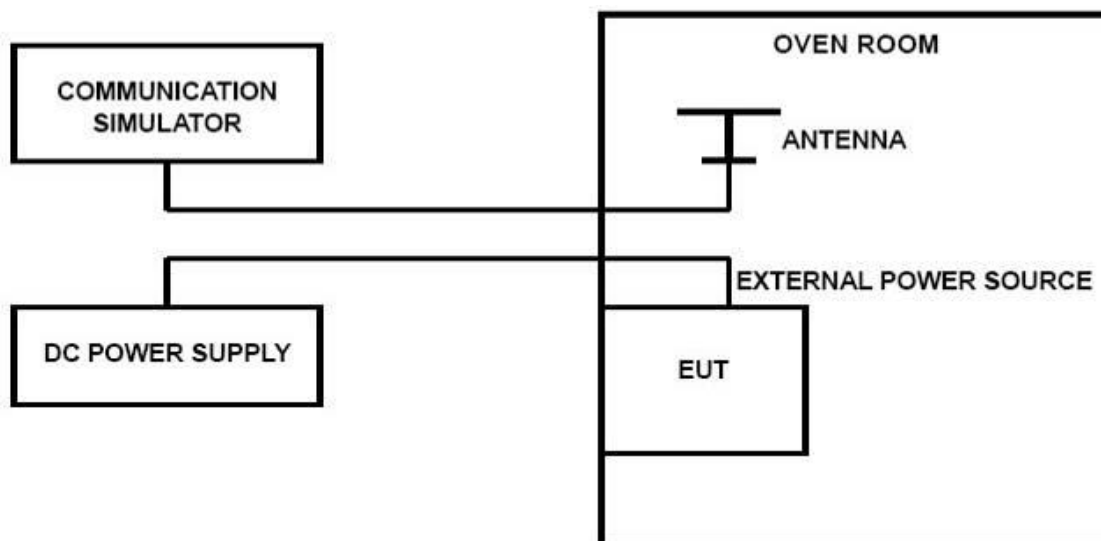 OVEN ROOM
COMMUNICATION
SIMULATOR
ANTENNA
EXTERNAL POWER SOURCE
DC POWER SUPPLY
EUT